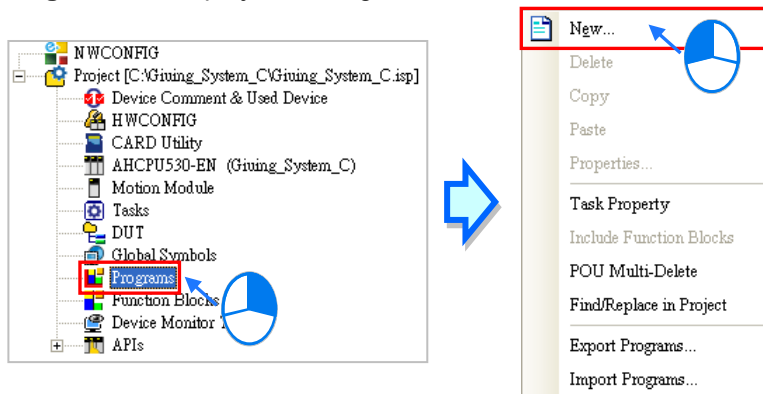 NWCONFIG
Project [C:\Giuing_System_C\Giuing_System_C.isp]
Device Comment & Used Device
HWCONFIG
CARD Utility
AHCPU530-EN (Giuing_System_C)
Motion Module
Tasks
DUT
Global Symbols
Programs
Function Blocks
Device Monitor
APIs
New...
Delete
Copy
Paste
Properties...
Task Property
Include Function Blocks
POU Multi-Delete
Find/Replace in Project
Export Programs...
Import Programs...